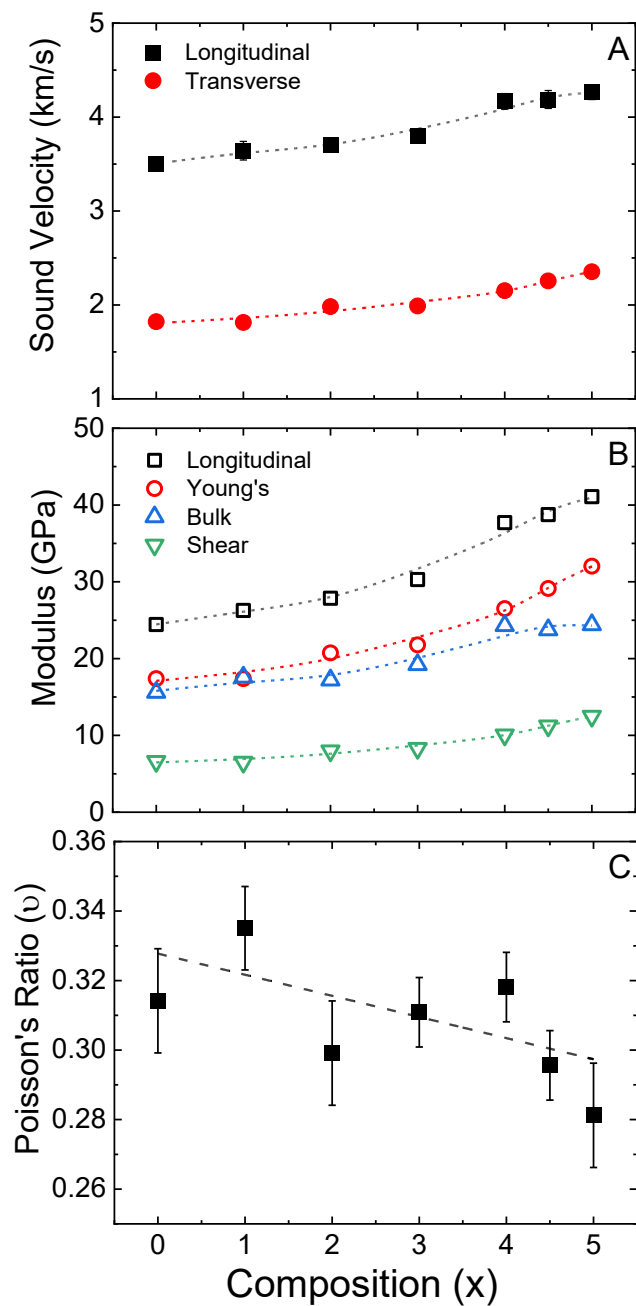 A
Longitudinal
Transverse
Sound Velocity (km/s)
5
4
3
2
1
B
Longitudinal
Young's
Bulk
Shear
Modulus (GPa)
50
40
30
20
10
0
C
Poisson's Ratio (υ)
0.36
0.34
0.32
0.30
0.28
0.26
0 1 2 3 4 5
Composition (x)